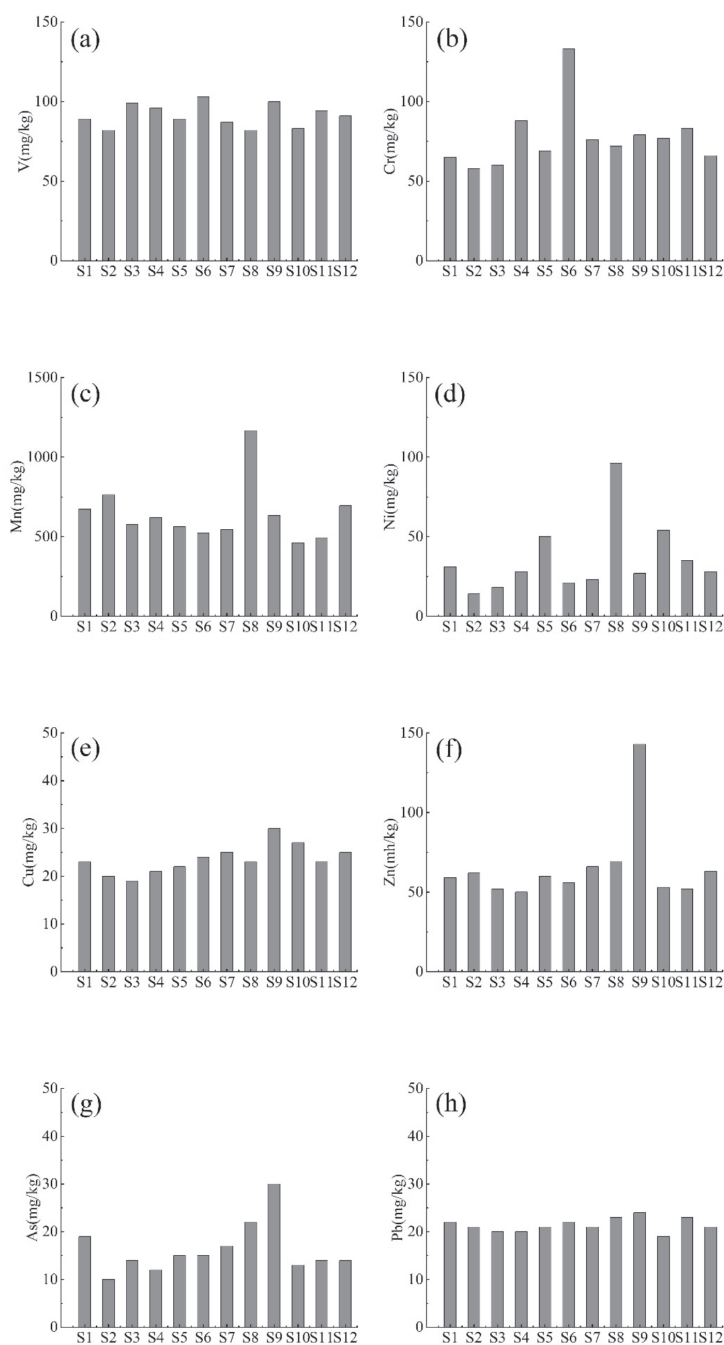 (a)
V(mg/kg)
150
100
50
0
S1 S2 S3 S4 S5 S6 S7 S8 S9 S10 S11 S12
(b)
Cr(mg/kg)
150
100
50
0
S1 S2 S3 S4 S5 S6 S7 S8 S9 S10 S11 S12
(c)
Mn(mg/kg)
1500
1000
500
0
S1 S2 S3 S4 S5 S6 S7 S8 S9 S10 S11 S12
(d)
Ni(mg/kg)
150
100
50
0
S1 S2 S3 S4 S5 S6 S7 S8 S9 S10 S11 S12
(e)
Cu(mg/kg)
50
40
30
20
10
0
S1 S2 S3 S4 S5 S6 S7 S8 S9 S10 S11 S12
(f)
Zn(mh/kg)
150
100
50
0
S1 S2 S3 S4 S5 S6 S7 S8 S9 S10 S11 S12
(g)
As(mg/kg)
50
40
30
20
10
0
S1 S2 S3 S4 S5 S6 S7 S8 S9 S10 S11 S12
(h)
Pb(mg/kg)
50
40
30
20
10
0
S1 S2 S3 S4 S5 S6 S7 S8 S9 S10 S11 S12